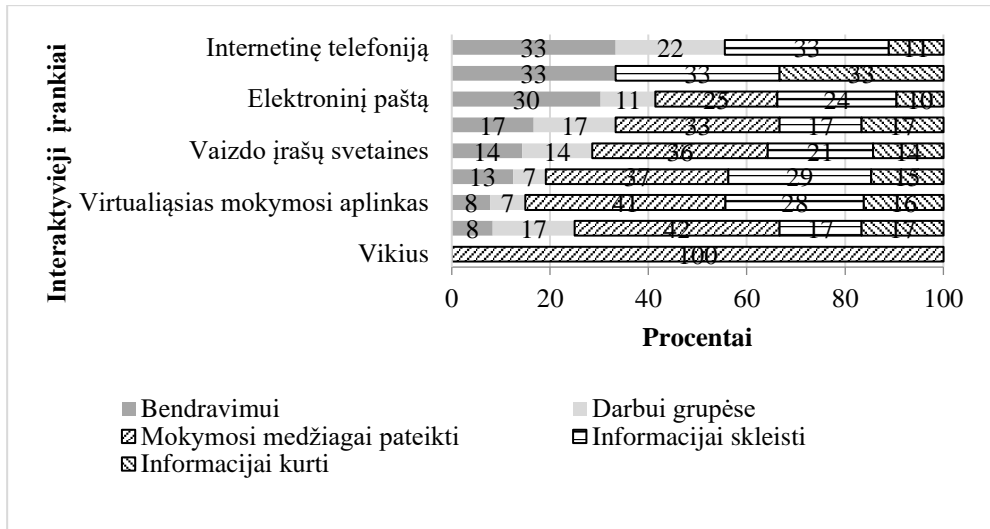 Interaktyvieji įrankiai
Internetinę telefoniją
33 22 33 11
33 33 33
Elektroninį paštą
30 11 25 24 10
17 17 33 17 17
Vaizdo įrašų svetaines
14 14 36 21 14
13 7 37 29 15
Virtualiąsias mokymosi aplinkas
8 7 41 28 16
8 17 42 17 17
Vikius
100
0 20 40 60 80 100
Procentai
Bendravimui
Darbui grupėse
Mokymosi medžiagai pateikti
Informacijai skleisti
Informacijai kurti